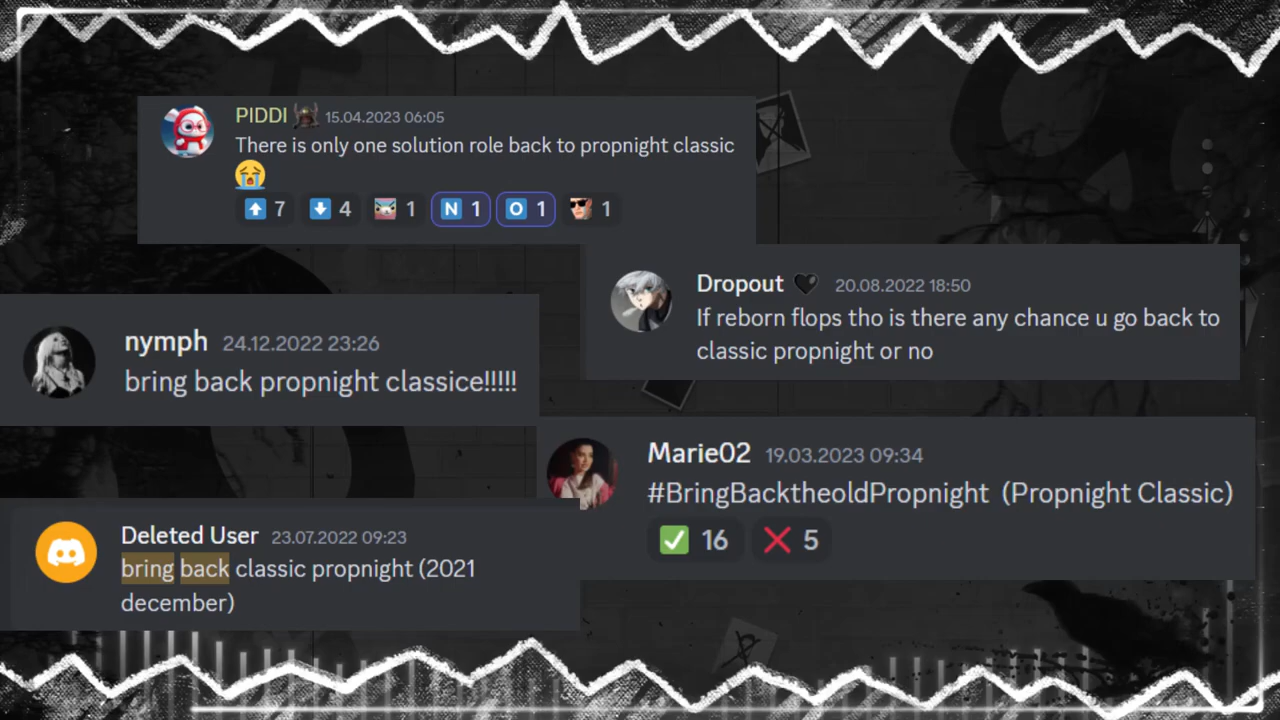 PIDDI 15.04.2023 06:05
There is only one solution role back to propnight classic
😭
⬆️ 7 ⬇️ 4 1 🇳 1 🇴 1 1
Dropout 🖤 20.08.2022 18:50
If reborn flops tho is there any chance u go back to
classic propnight or no
nymph 24.12.2022 23:26
bring back propnight classice!!!!!
Marie02 19.03.2023 09:34
#BringBacktheoldPropnight (Propnight Classic)
✅ 16 ❌ 5
Deleted User 23.07.2022 09:23
bring back classic propnight (2021
december)